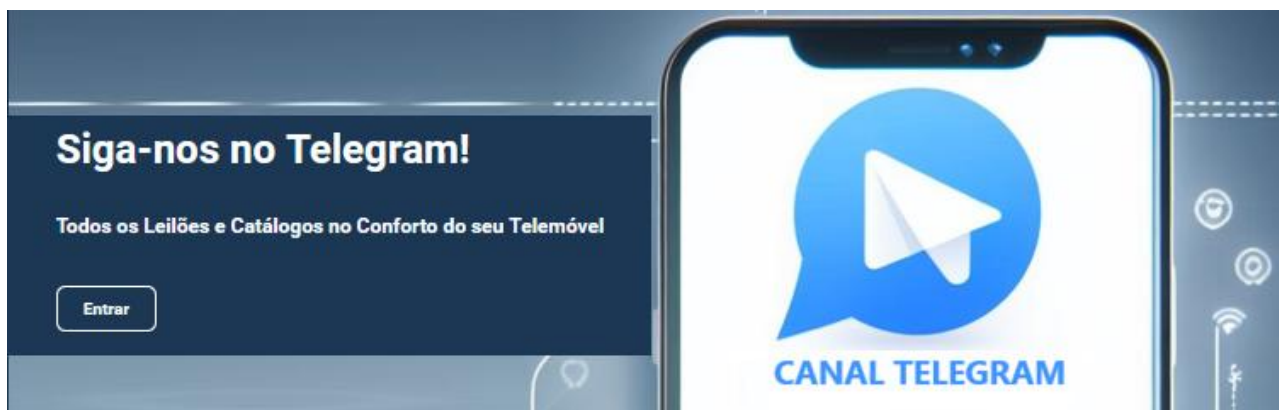 Siga-nos no Telegram!
Todos os Leilões e Catálogos no Conforto do seu Telemóvel
Entrar
CANAL TELEGRAM